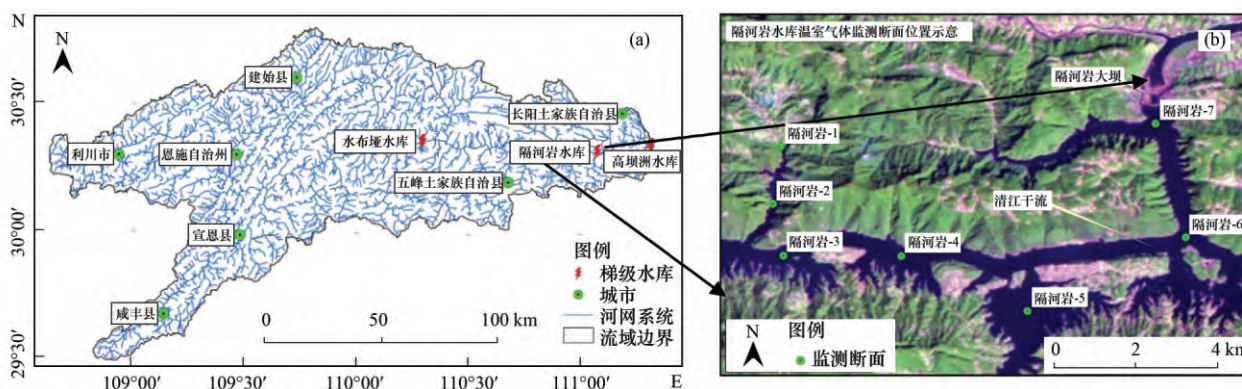 N
(a)
N
建始县
30°30'
长阳土家族自治县
水布垭水库
利川市
恩施自治州
隔河岩水库
高坝洲水库
五峰土家族自治县
30°00'
宣恩县
图例
梯级水库
城市
咸丰县
0 50 100 km
河网系统
流域边界
29°30'
109°00' 109°30' 110°00' 110°30' 111°00' E
隔河岩水库温室气体监测断面位置示意
(b)
隔河岩大坝
隔河岩-7
隔河岩-1
隔河岩-2
清江干流
隔河岩-6
隔河岩-3
隔河岩-4
隔河岩-5
N
图例
监测断面
0 2 4 km